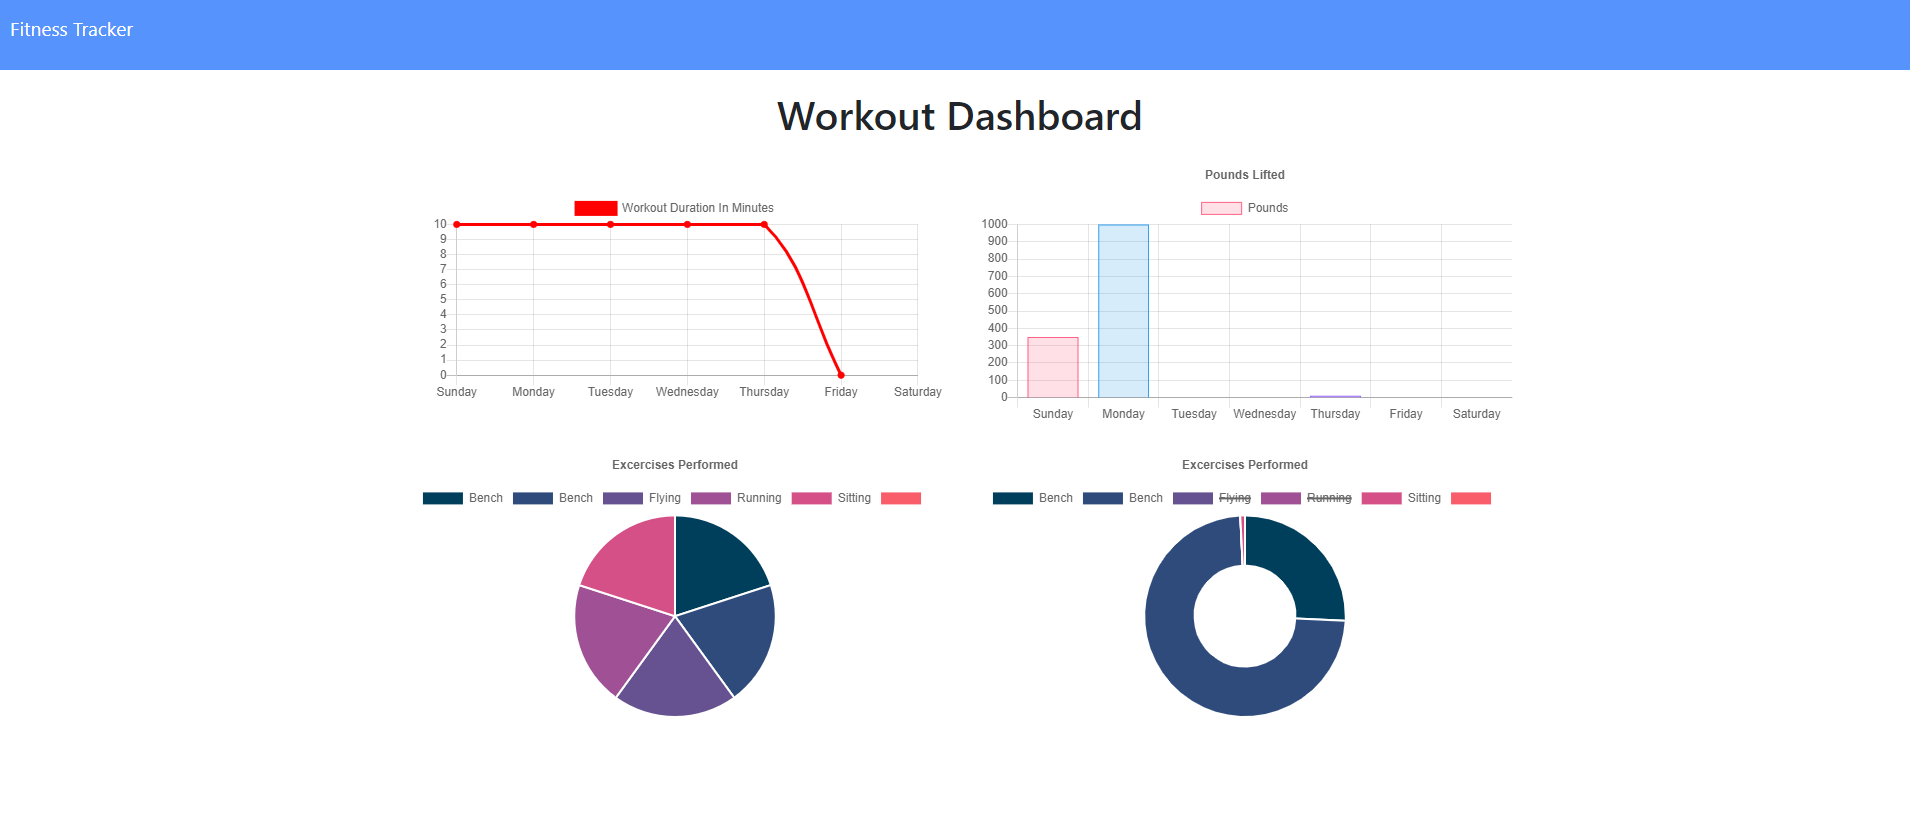 Fitness Tracker
Workout Dashboard
Workout Duration In Minutes
10
9
8
7
6
5
4
3
2
1
0
Sunday Monday Tuesday Wednesday Thursday Friday Saturday
Pounds Lifted
Pounds
1000
900
800
700
600
500
400
300
200
100
0
Sunday Monday Tuesday Wednesday Thursday Friday Saturday
Excercises Performed
Bench Bench Flying Running Sitting
Excercises Performed
Bench Bench Flying Running Sitting